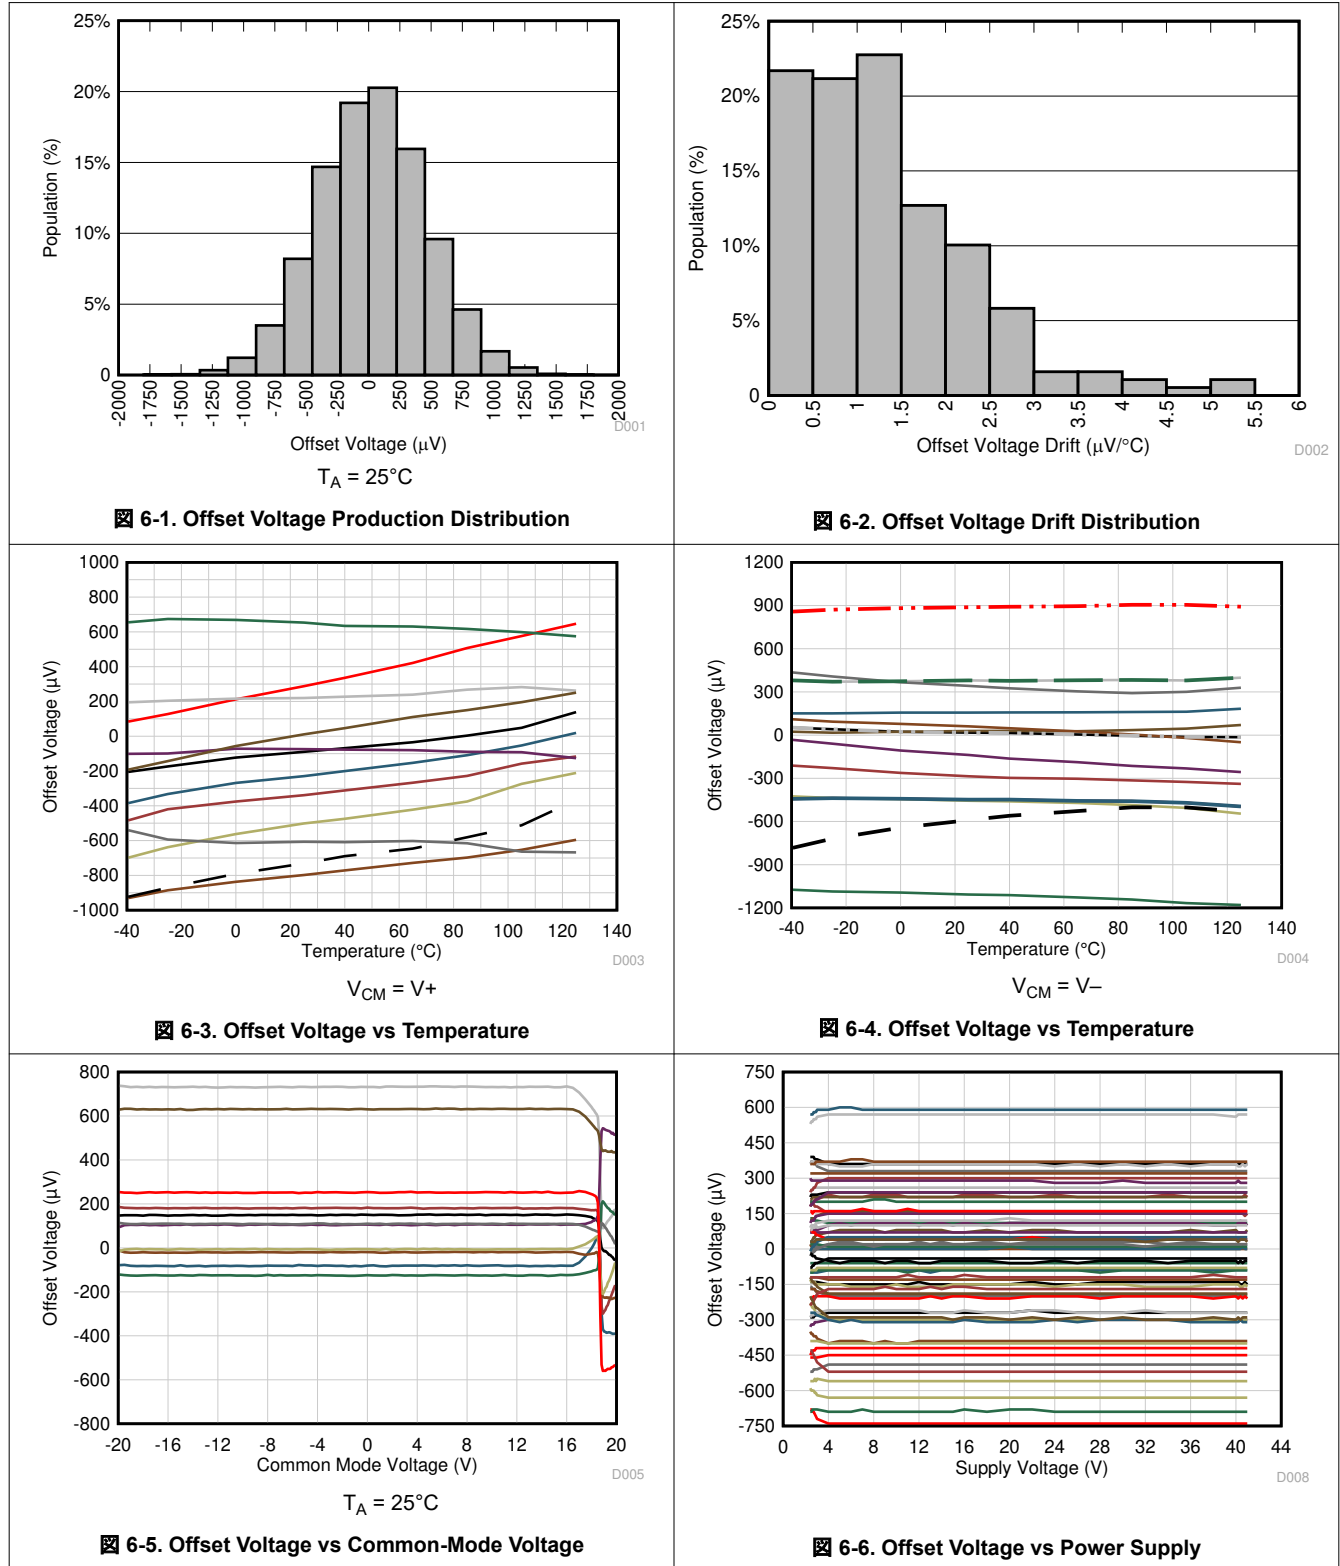 25%
20%
15%
10%
5%
0
Population (%)
-2000
-1750
-1500
-1250
-1000
-750
-500
-250
0
250
500
750
1000
1250
1500
1750
2000
D001
Offset Voltage (µV)
T_A = 25°C
図 6-1. Offset Voltage Production Distribution
25%
20%
15%
10%
5%
0
Population (%)
0
0.5
1
1.5
2
2.5
3
3.5
4
4.5
5
5.5
6
Offset Voltage Drift (µV/°C)
D002
図 6-2. Offset Voltage Drift Distribution
1000
800
600
400
200
0
-200
-400
-600
-800
-1000
Offset Voltage (µV)
-40 -20 0 20 40 60 80 100 120 140
Temperature (°C)
D003
V_CM = V+
図 6-3. Offset Voltage vs Temperature
1200
900
600
300
0
-300
-600
-900
-1200
Offset Voltage (µV)
-40 -20 0 20 40 60 80 100 120 140
Temperature (°C)
D004
V_CM = V–
図 6-4. Offset Voltage vs Temperature
800
600
400
200
0
-200
-400
-600
-800
Offset Voltage (µV)
-20 -16 -12 -8 -4 0 4 8 12 16 20
Common Mode Voltage (V)
D005
T_A = 25°C
図 6-5. Offset Voltage vs Common-Mode Voltage
750
600
450
300
150
0
-150
-300
-450
-600
-750
Offset Voltage (µV)
0 4 8 12 16 20 24 28 32 36 40 44
Supply Voltage (V)
D008
図 6-6. Offset Voltage vs Power Supply